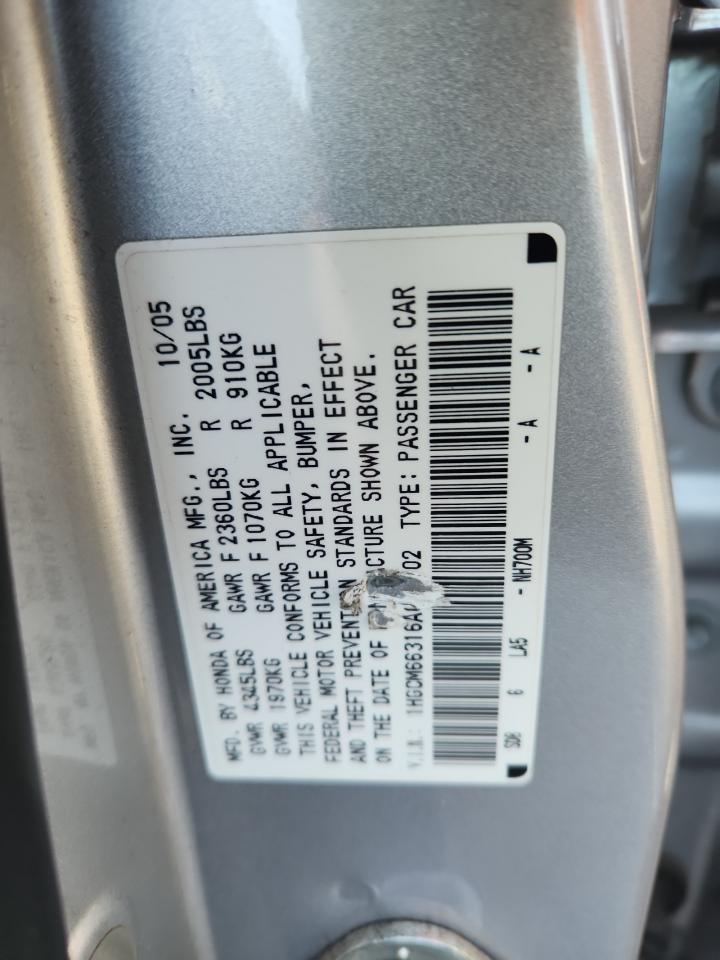 MFD. BY HONDA OF AMERICA MFG., INC. 10/05
GVWR 4345LBS GAWR F 2360LBS R 2005LBS
GVWR 1970KG GAWR F 1070KG R 910KG
THIS VEHICLE CONFORMS TO ALL APPLICABLE
FEDERAL MOTOR VEHICLE SAFETY, BUMPER,
AND THEFT PREVENTION STANDARDS IN EFFECT
ON THE DATE OF CTURE SHOWN ABOVE.
V.I.N.: 1HGCM66316A 02 TYPE: PASSENGER CAR
SDB 6 LA5 - NH700M - A - A